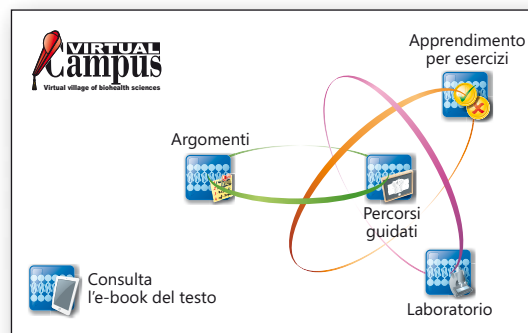 VIRTUAL
Campus
Virtual village of biohealth sciences
Apprendimento
per esercizi
Argomenti
Percorsi
guidati
Consulta
l'e-book del testo
Laboratorio